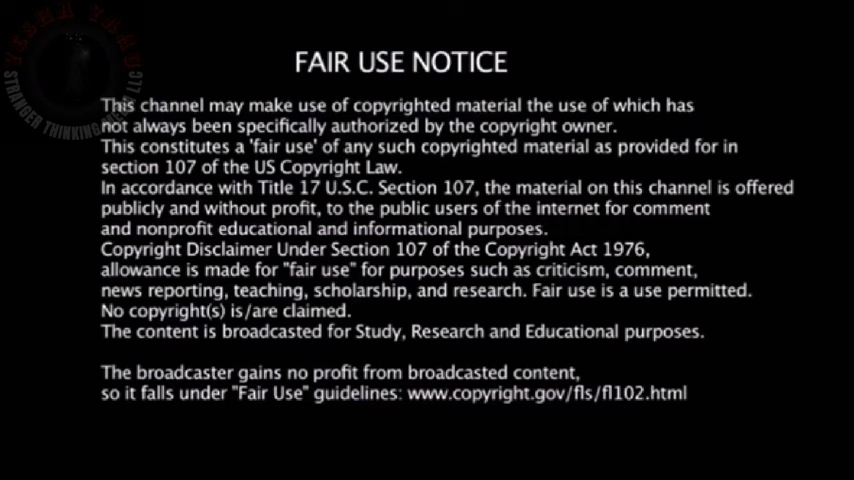 FAIR USE NOTICE
This channel may make use of copyrighted material the use of which has
not always been specifically authorized by the copyright owner.
This constitutes a 'fair use' of any such copyrighted material as provided for in
section 107 of the US Copyright Law.
In accordance with Title 17 U.S.C. Section 107, the material on this channel is offered
publicly and without profit, to the public users of the internet for comment
and nonprofit educational and informational purposes.
Copyright Disclaimer Under Section 107 of the Copyright Act 1976,
allowance is made for "fair use" for purposes such as criticism, comment,
news reporting, teaching, scholarship, and research. Fair use is a use permitted.
No copyright(s) is/are claimed.
The content is broadcasted for Study, Research and Educational purposes.
The broadcaster gains no profit from broadcasted content,
so it falls under "Fair Use" guidelines: www.copyright.gov/fls/fl102.html
STRANGER THINKING MEDIA LLC